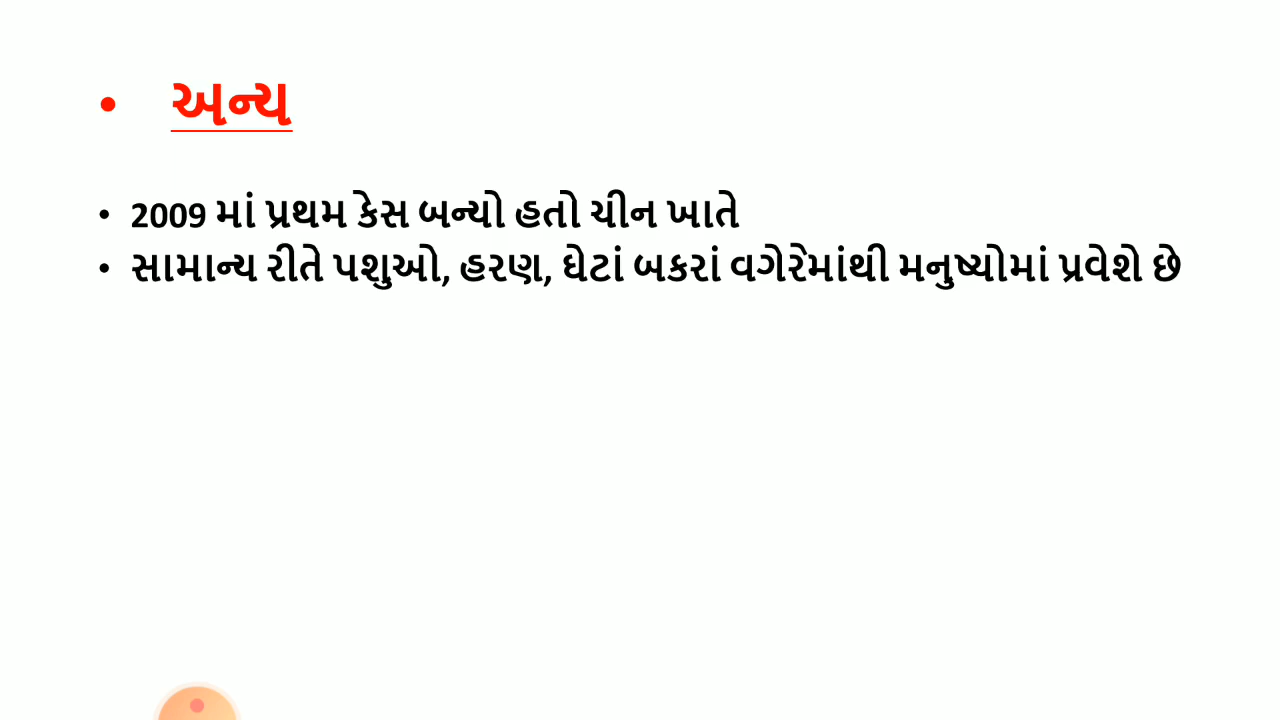 • અન્ય
• 2009 માં પ્રથમ કેસ બન્યો હતો ચીન ખાતે
• સામાન્ય રીતે પશુઓ, હરણ, ઘેટાં બકરાં વગેરેમાંથી મનુષ્યોમાં પ્રવેશે છે